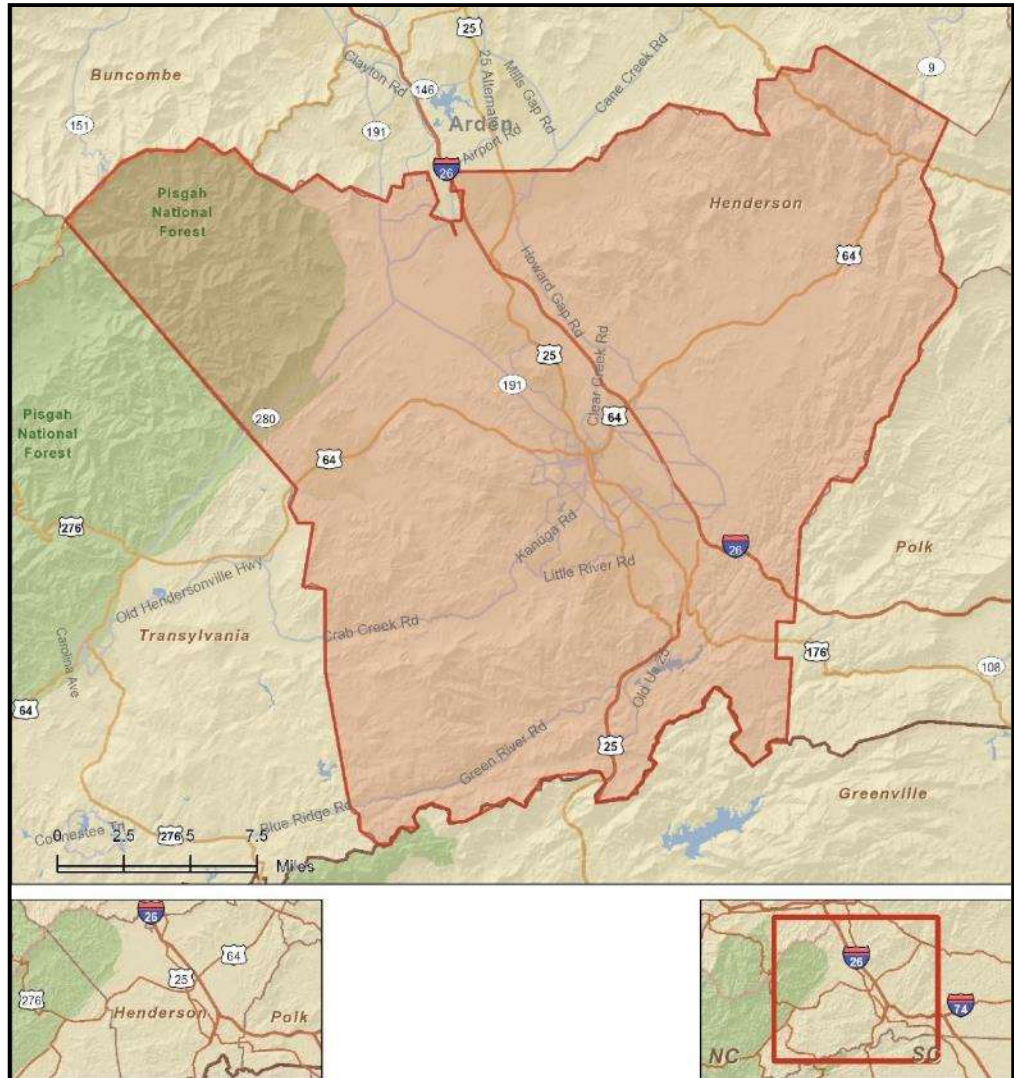 25
Buncombe
Clayton Rd
25 Alternate
Mills Gap Rd
Cane Creek Rd
9
146
151
191
Arden
Airport Rd
26
Pisgah
National
Forest
Henderson
64
Howard Gap Rd
25
191
Clear Creek Rd
64
Pisgah
National
Forest
280
64
276
Kanuga Rd
26
Polk
Old Hendersonville Hwy
Little River Rd
Transylvania
Crab Creek Rd
Carolina Ave
176
108
64
Old Us 25
25
Green River Rd
Greenville
Blue Ridge Rd
Connestee Trl
276
0 2.5 5 7.5
Miles
26
64
25
276
Henderson
Polk
26
74
NC
SC